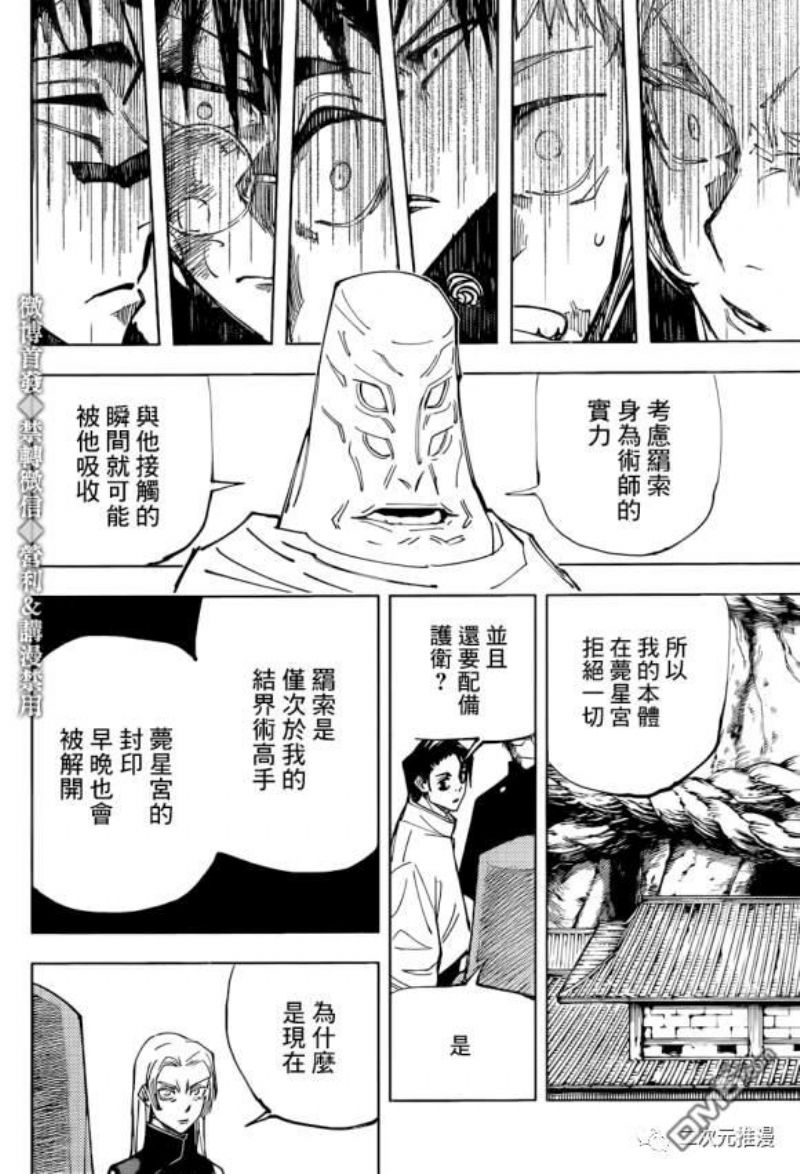 考慮羂索
身為術師的
實力
與他接觸的
瞬間就可能
被他吸收
所以
我的本體
在薨星宮
拒絕一切
並且
還要配備
護衛？
是
羂索是
僅次於我的
結界術高手
薨星宮的
封印
早晚也會
被解開
為什麼
是現在
微博首發◆禁轉微信◆營利&嵌漫禁用
二次元推漫